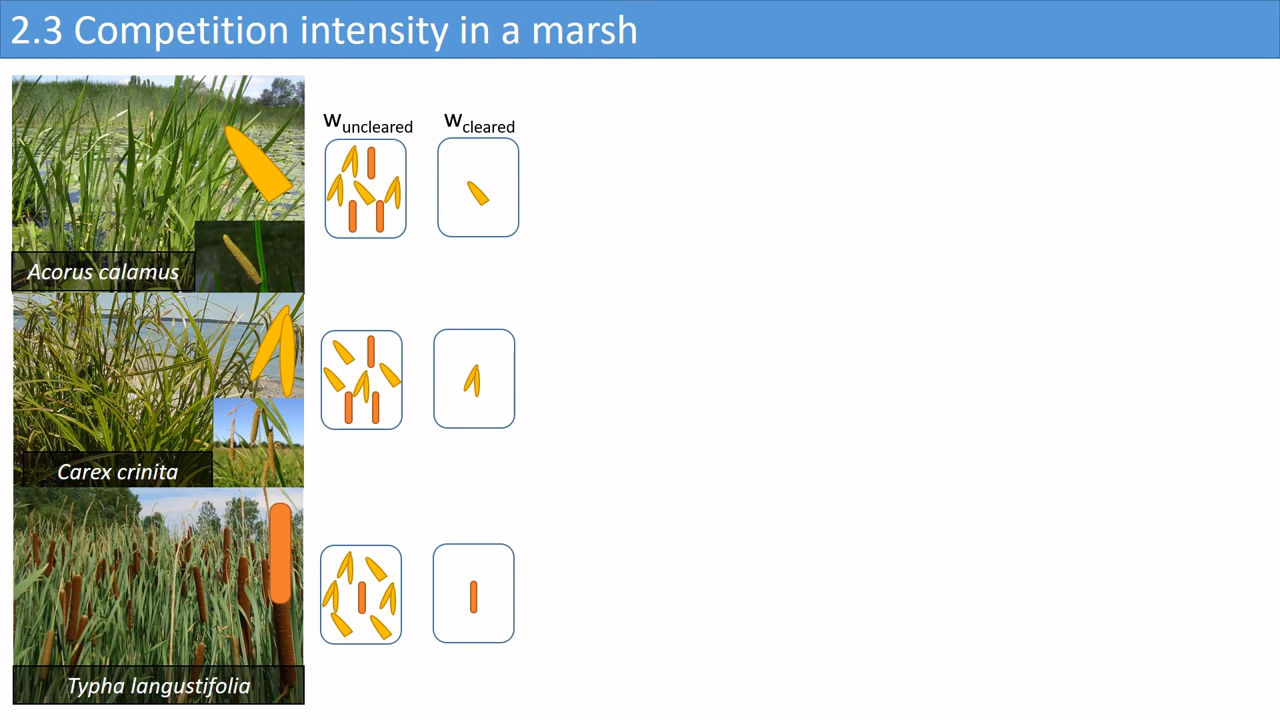 2.3 Competition intensity in a marsh
wuncleared wcleared
Acorus calamus
Carex crinita
Typha langustifolia